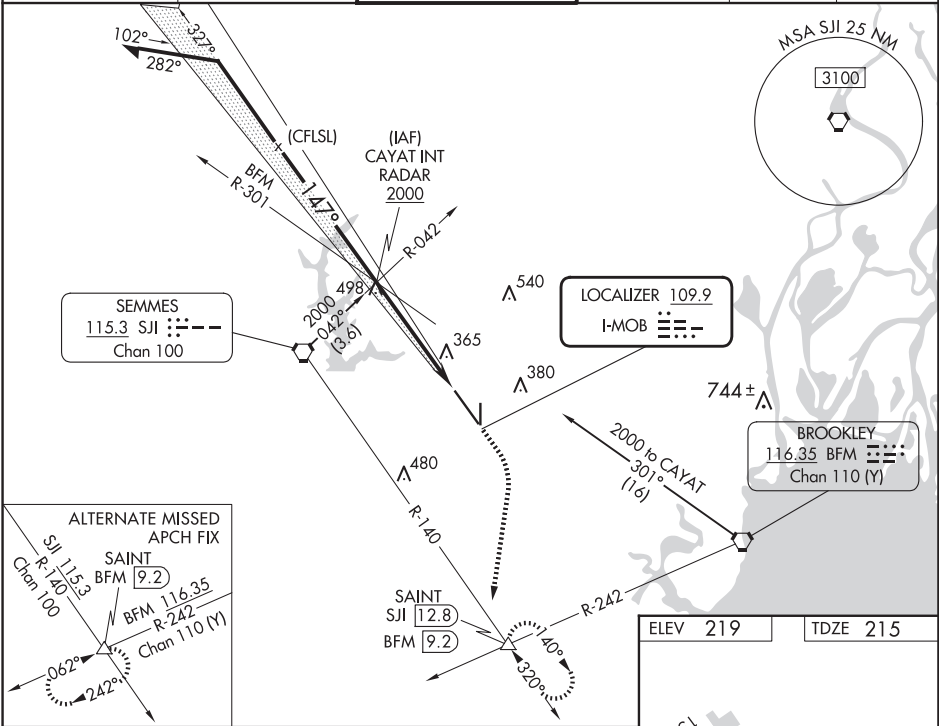 102°
282°
327°
(CFLSL)
(IAF)
CAYAT INT
RADAR
2000
BFM
R-301
147°
R-042
MSA SJI 25 NM
3100
SEMMES
115.3 SJI
Chan 100
2000
042°
(3.6)
498
540
365
380
LOCALIZER 109.9
I-MOB
744±
BROOKLEY
116.35 BFM
Chan 110 (Y)
2000 to CAYAT
301°
(16)
480
R-140
R-242
SAINT
SJI 12.8
BFM 9.2
140°
320°
ALTERNATE MISSED
APCH FIX
SAINT
BFM 9.2
SJI 115.3
R-140
Chan 100
BFM 116.35
R-242
Chan 110 (Y)
062°
242°
ELEV 219
TDZE 215